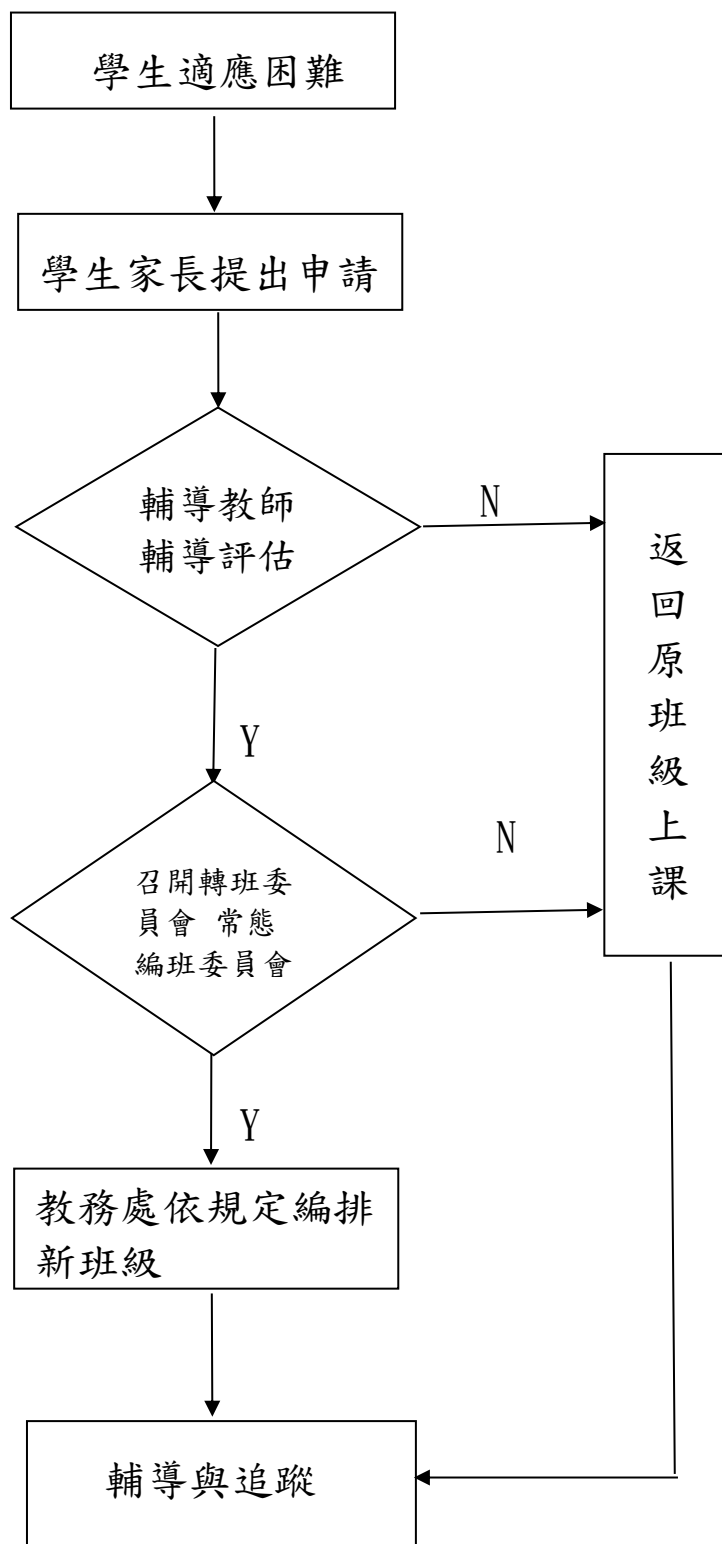 學生適應困難
學生家長提出申請
輔導教師
輔導評估
N
返
回
原
班
級
上
課
Y
召開轉班委
員會 常態
編班委員會
N
Y
教務處依規定編排
新班級
輔導與追蹤